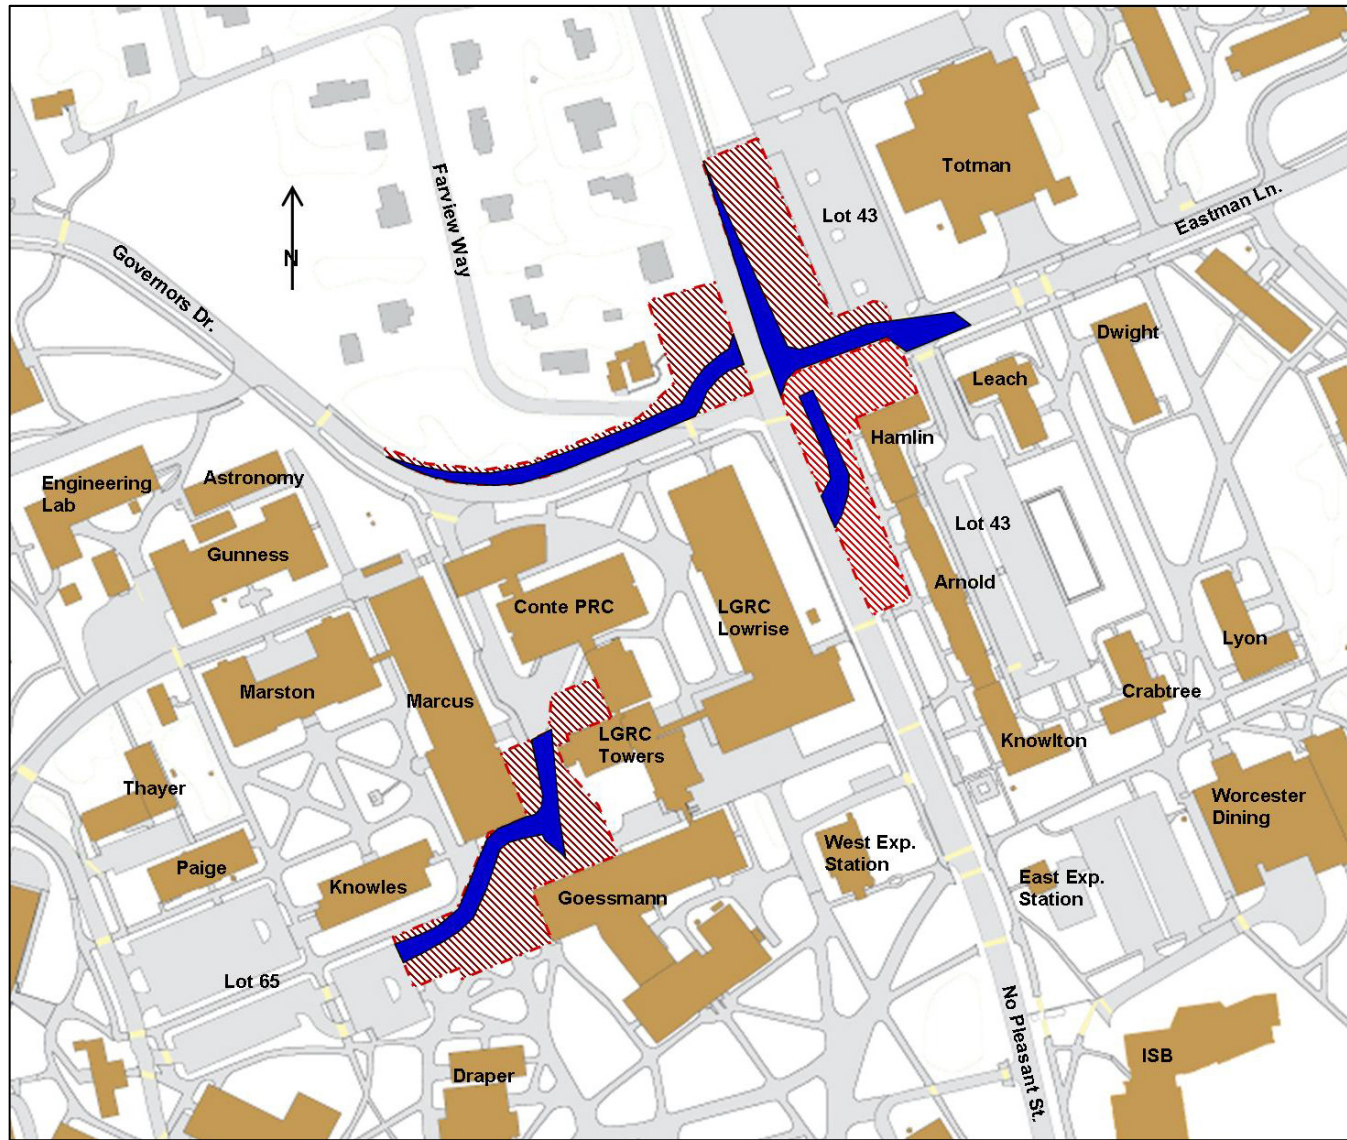 Totman
Farview Way
Lot 43
Eastman Ln.
N
Governors Dr.
Dwight
Leach
Hamlin
Engineering
Lab
Astronomy
Gunness
Lot 43
Arnold
Conte PRC
LGRC
Lowrise
Lyon
Marston
Marcus
Crabtree
LGRC
Towers
Knowlton
Thayer
Worcester
Dining
West Exp.
Station
Paige
Knowles
Goessmann
East Exp.
Station
Lot 65
No Pleasant St.
ISB
Draper